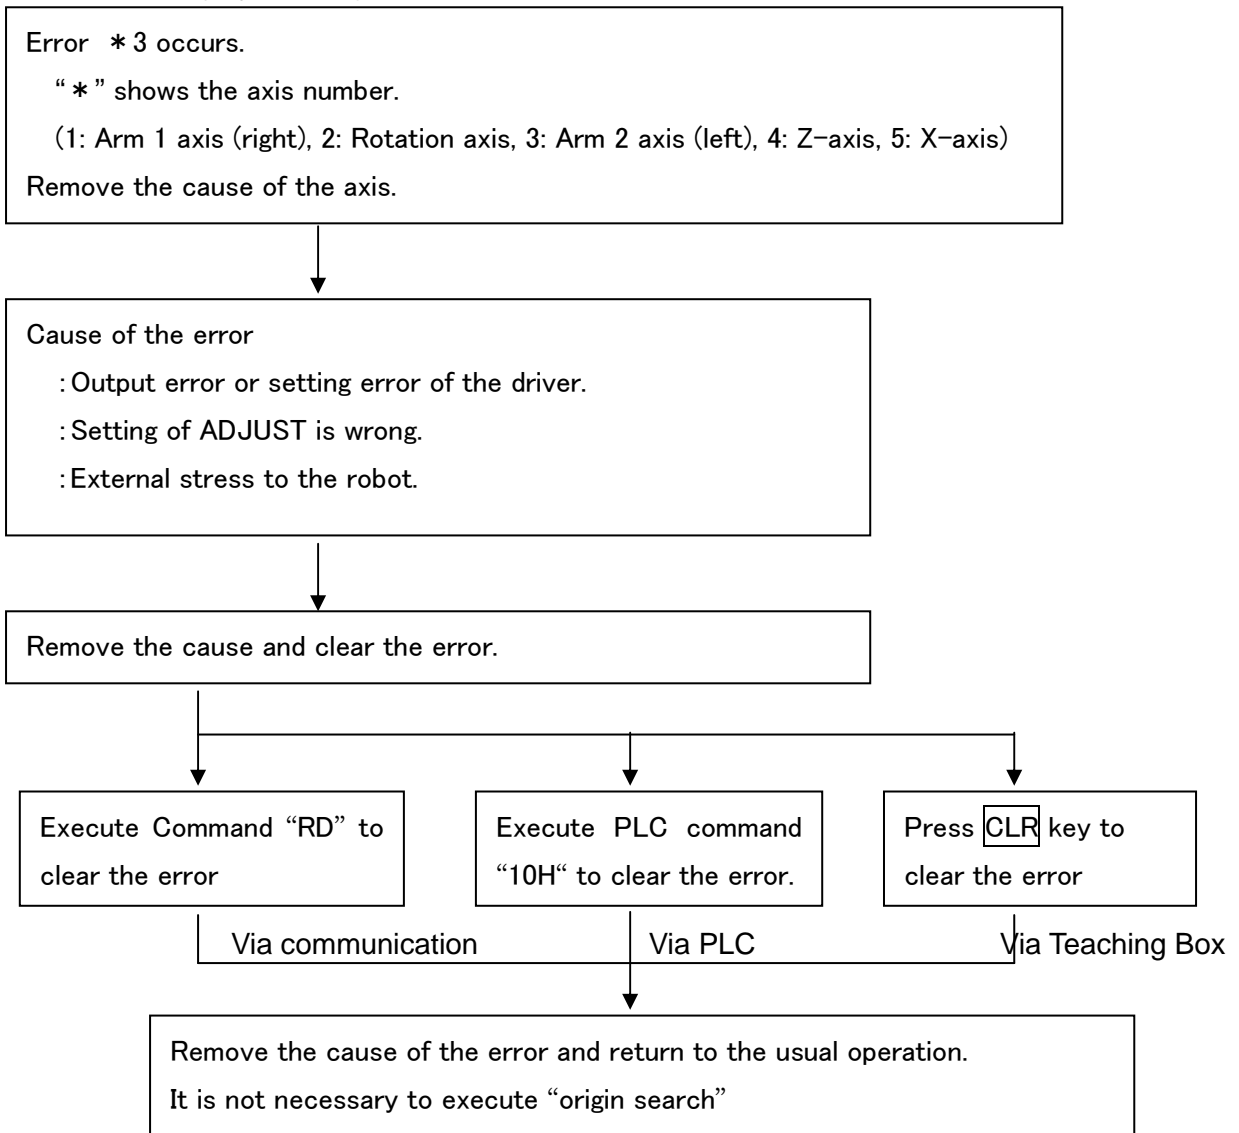 Error *3 occurs.
“*” shows the axis number.
(1: Arm 1 axis (right), 2: Rotation axis, 3: Arm 2 axis (left), 4: Z-axis, 5: X-axis)
Remove the cause of the axis.
Cause of the error
:Output error or setting error of the driver.
:Setting of ADJUST is wrong.
:External stress to the robot.
Remove the cause and clear the error.
Execute Command “RD” to
clear the error
Execute PLC command
“10H“ to clear the error.
Press CLR key to
clear the error
Via communication
Via PLC
Via Teaching Box
Remove the cause of the error and return to the usual operation.
It is not necessary to execute “origin search”